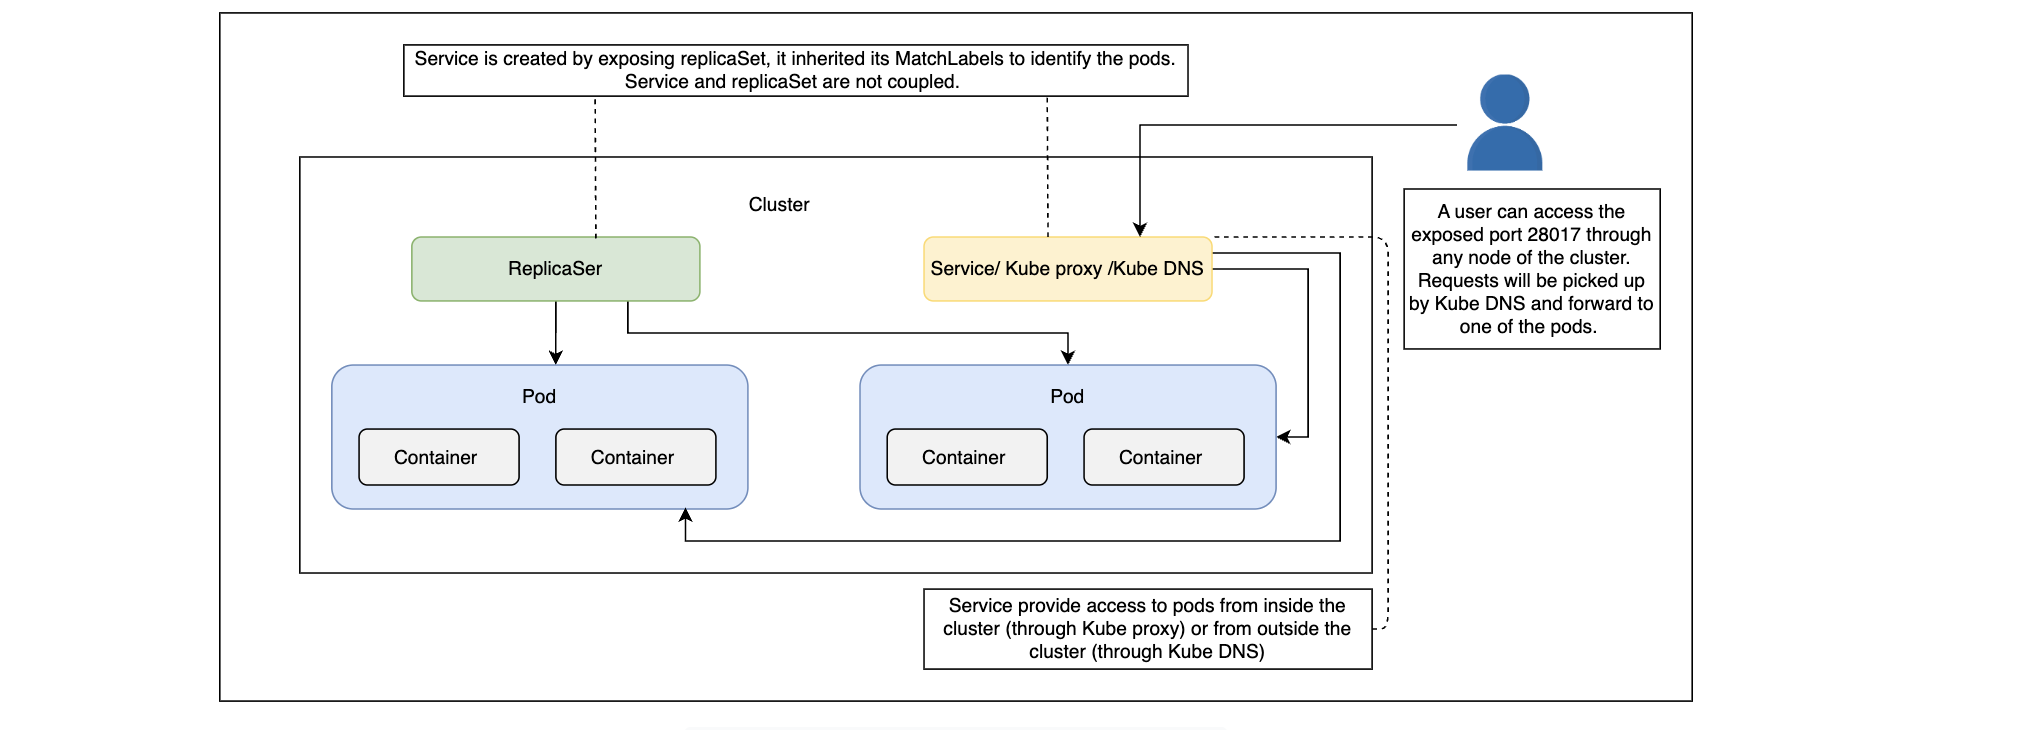 Service is created by exposing replicaSet, it inherited its MatchLabels to identify the pods.
Service and replicaSet are not coupled.
Cluster
ReplicaSer
Service/ Kube proxy /Kube DNS
A user can access the
exposed port 28017 through
any node of the cluster.
Requests will be picked up
by Kube DNS and forward to
one of the pods.
Pod
Container
Container
Pod
Container
Container
Service provide access to pods from inside the
cluster (through Kube proxy) or from outside the
cluster (through Kube DNS)